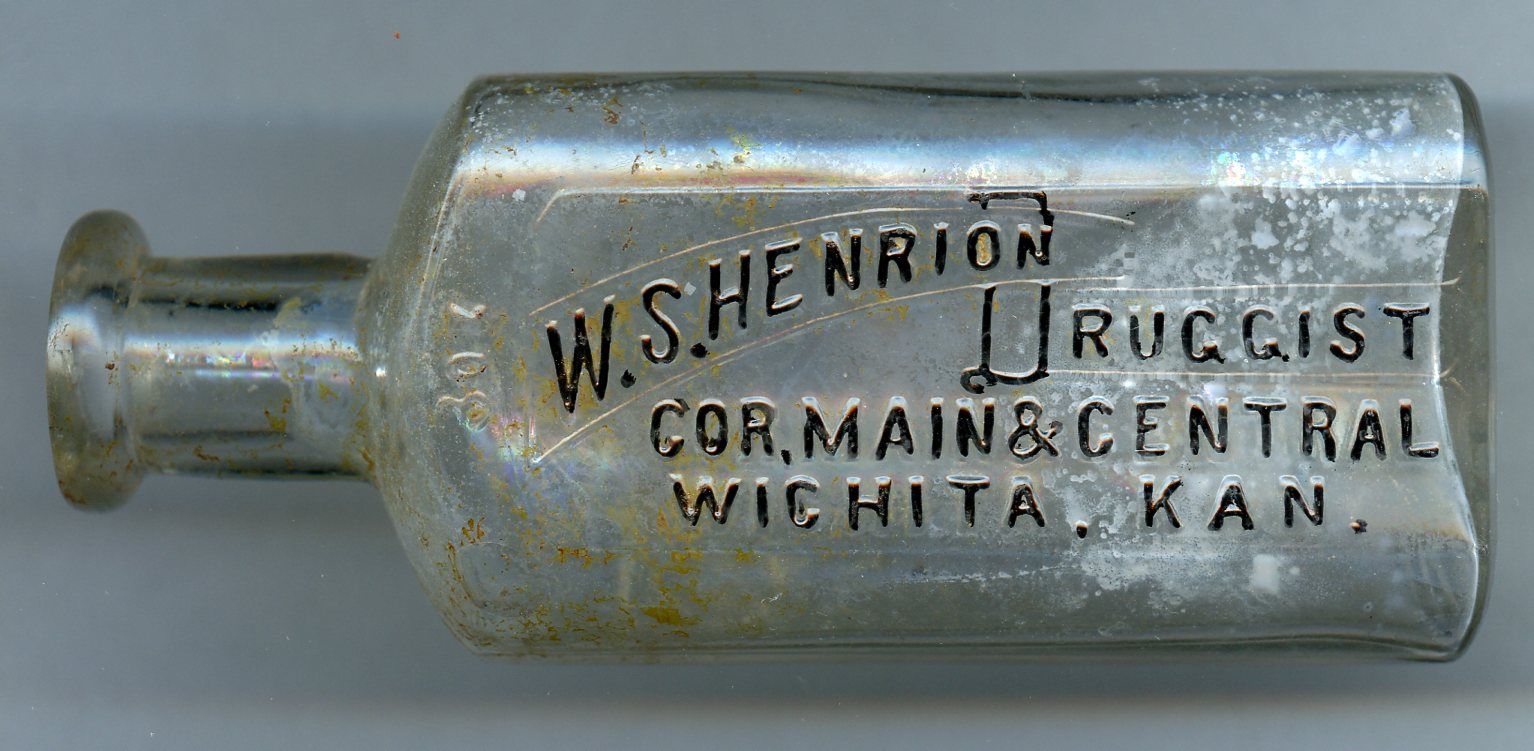 W.S.HENRION
DRUGGIST
COR,MAIN&CENTRAL
WICHITA, KAN.